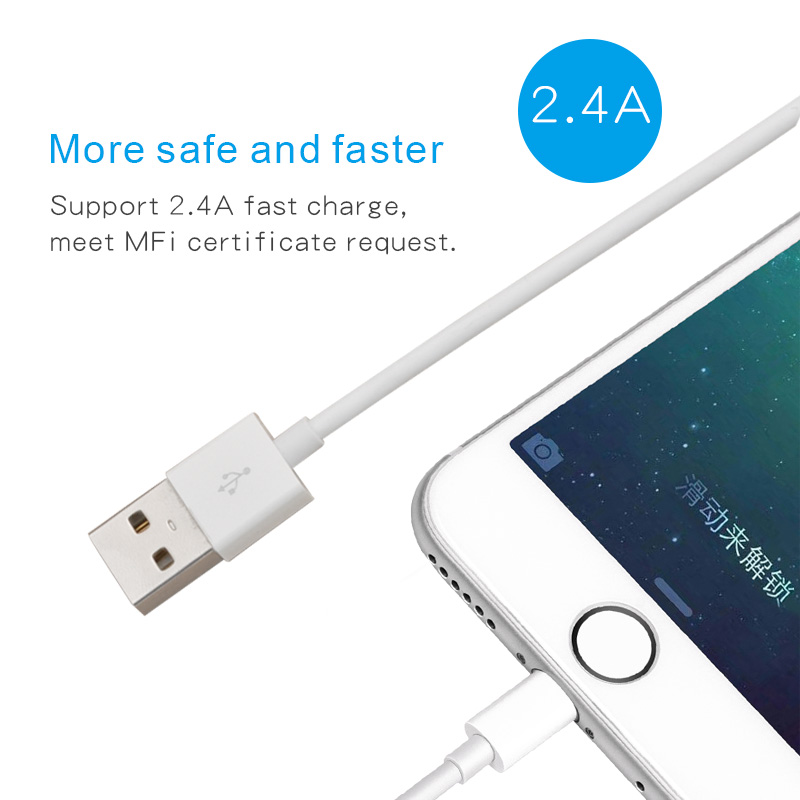 2.4A
More safe and faster
Support 2.4A fast charge,
meet MFi certificate request.
滑动来解锁